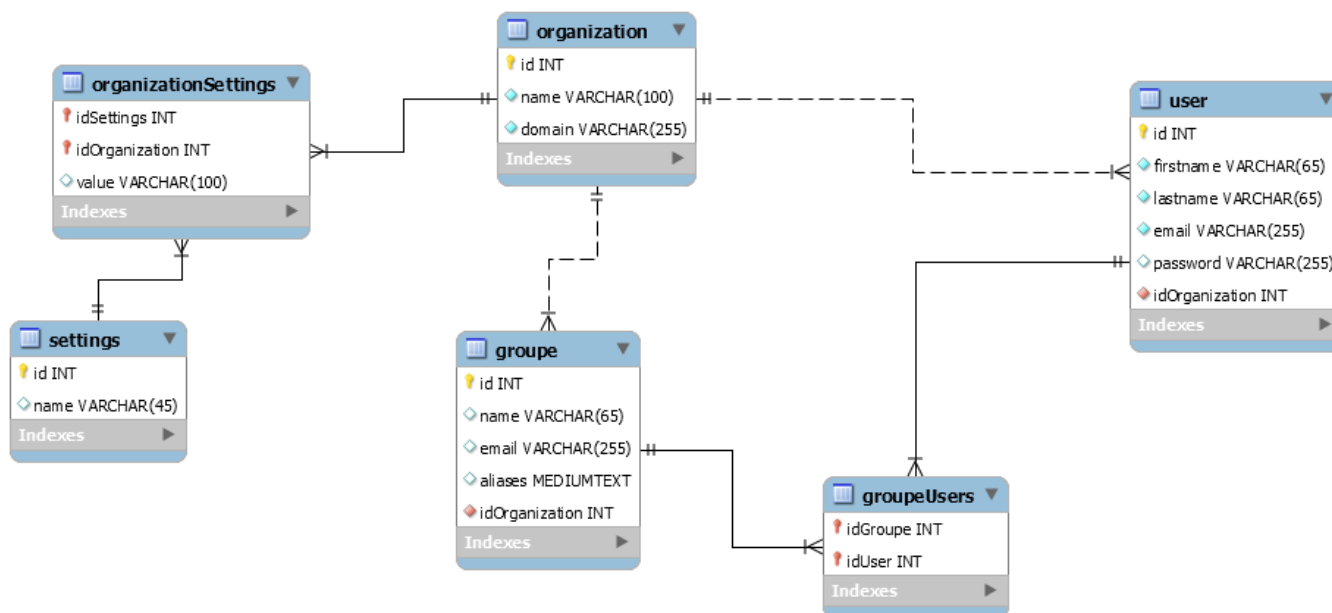 organization
id INT
name VARCHAR(100)
domain VARCHAR(255)
Indexes
organizationSettings
idSettings INT
idOrganization INT
value VARCHAR(100)
Indexes
user
id INT
firstname VARCHAR(65)
lastname VARCHAR(65)
email VARCHAR(255)
password VARCHAR(255)
idOrganization INT
Indexes
settings
id INT
name VARCHAR(45)
Indexes
groupe
id INT
name VARCHAR(65)
email VARCHAR(255)
aliases MEDIUMTEXT
idOrganization INT
Indexes
groupeUsers
idGroupe INT
idUser INT
Indexes